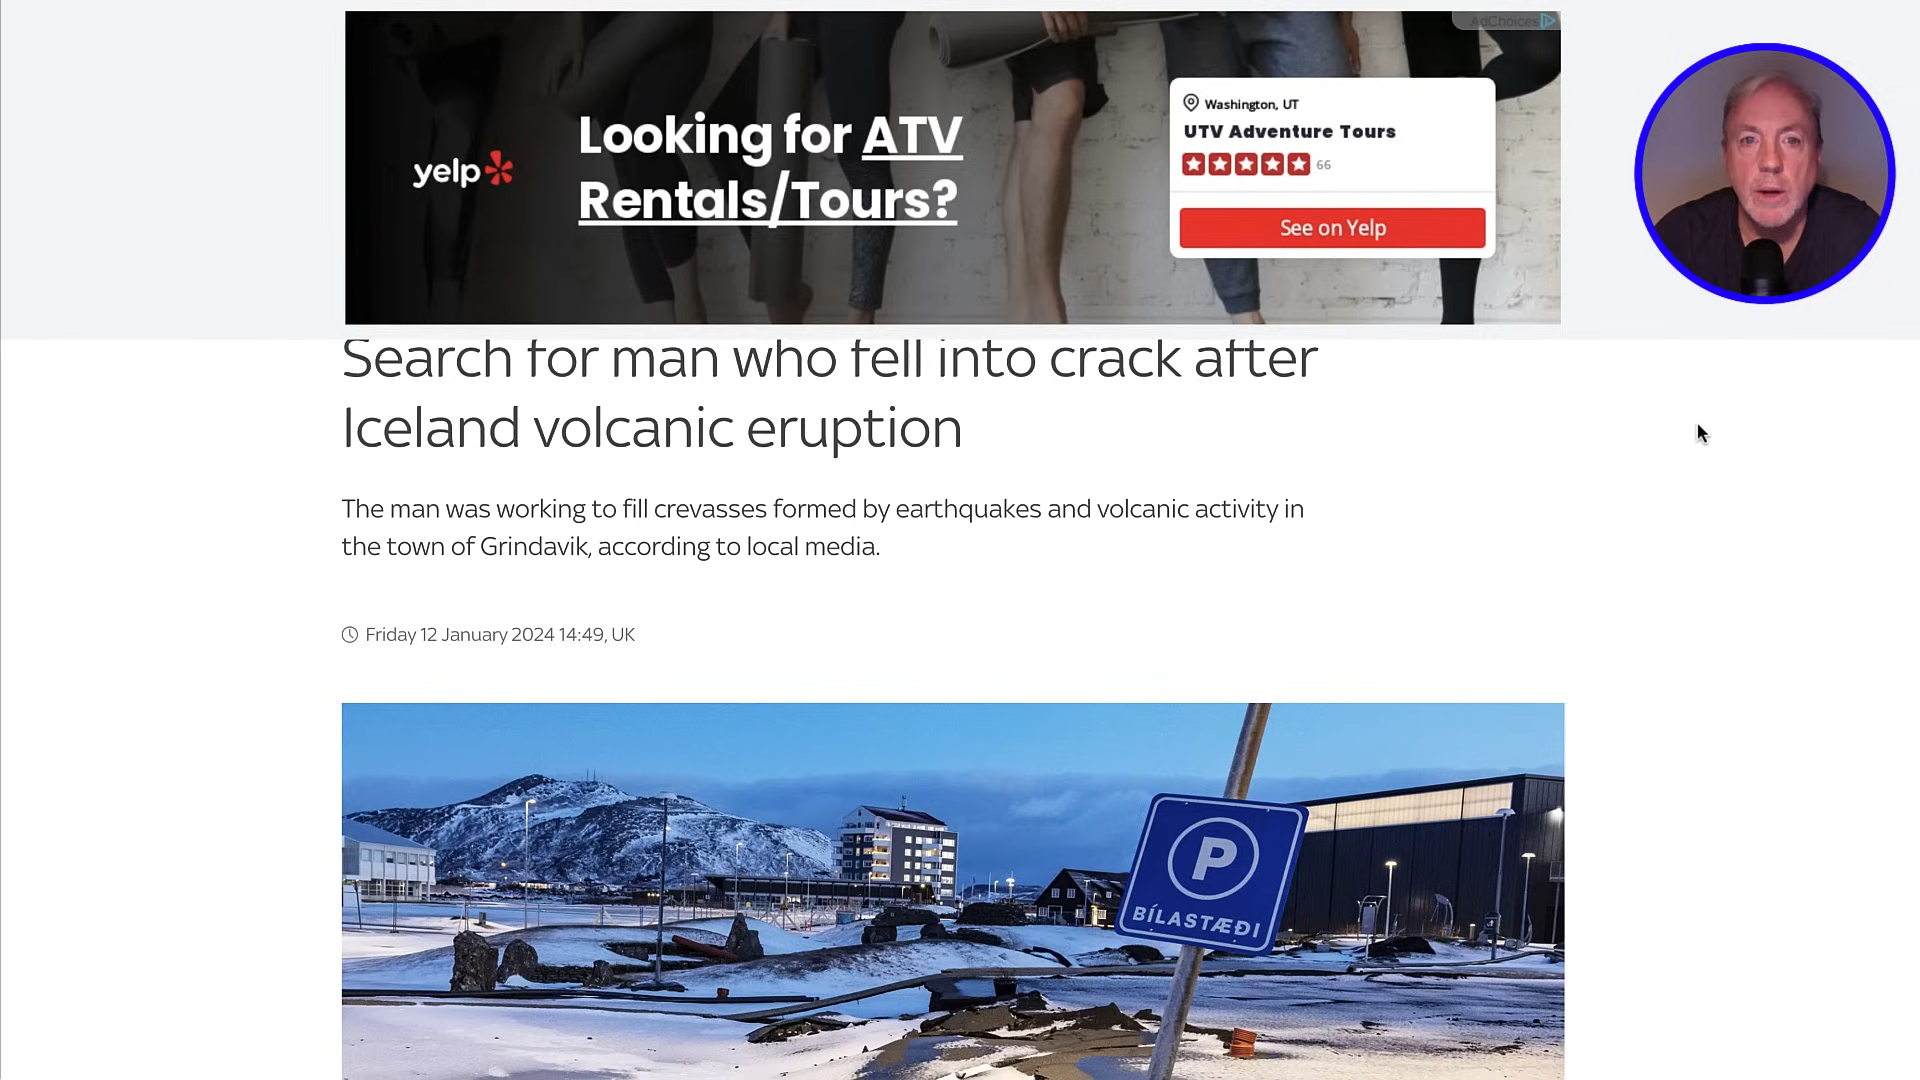 AdChoices
yelp
Looking for ATV
Rentals/Tours?
Washington, UT
UTV Adventure Tours
66
See on Yelp
Search for man who fell into crack after
Iceland volcanic eruption
The man was working to fill crevasses formed by earthquakes and volcanic activity in
the town of Grindavik, according to local media.
Friday 12 January 2024 14:49, UK
P
BÍLASTÆÐI